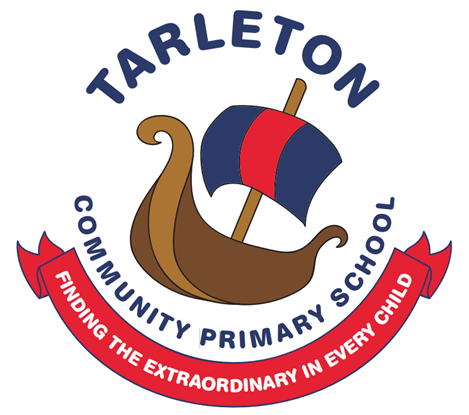 TARLETON
COMMUNITY PRIMARY SCHOOL
FINDING THE EXTRAORDINARY IN EVERY CHILD